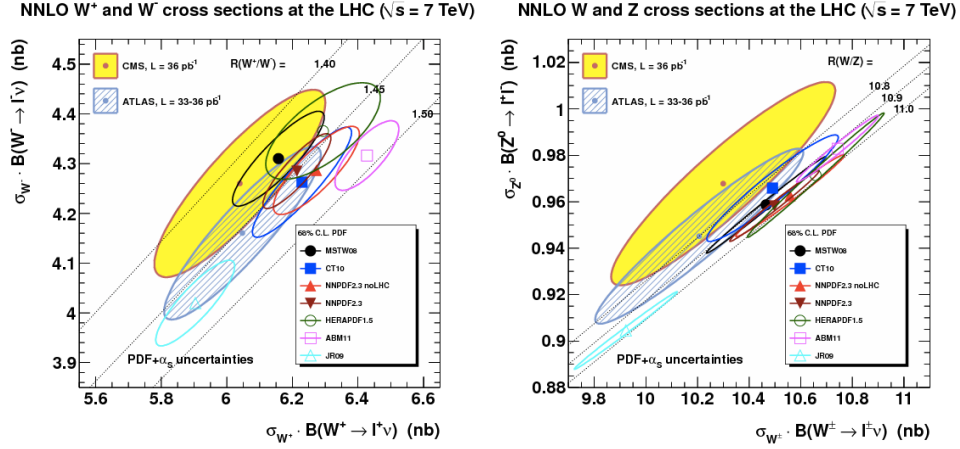 NNLO W⁺ and W⁻ cross sections at the LHC (√s = 7 TeV)
σ_W⁻ · B(W⁻ → l⁻ν) (nb)
4.5
4.4
4.3
4.2
4.1
4
3.9
CMS, L = 36 pb⁻¹
ATLAS, L = 33-36 pb⁻¹
R(W⁺/W⁻) =
1.40
1.45
1.50
68% C.L. PDF
MSTW08
CT10
NNPDF2.3 noLHC
NNPDF2.3
HERAPDF1.5
ABM11
JR09
PDF+α_S uncertainties
5.6 5.8 6 6.2 6.4 6.6
σ_W⁺ · B(W⁺ → l⁺ν) (nb)
NNLO W and Z cross sections at the LHC (√s = 7 TeV)
σ_Z⁰ · B(Z⁰ → l⁺l⁻) (nb)
1.02
1
0.98
0.96
0.94
0.92
0.9
0.88
CMS, L = 36 pb⁻¹
ATLAS, L = 33-36 pb⁻¹
R(W/Z) =
10.8
10.9
11.0
68% C.L. PDF
MSTW08
CT10
NNPDF2.3 noLHC
NNPDF2.3
HERAPDF1.5
ABM11
JR09
PDF+α_S uncertainties
9.8 10 10.2 10.4 10.6 10.8 11
σ_W± · B(W± → l±ν) (nb)